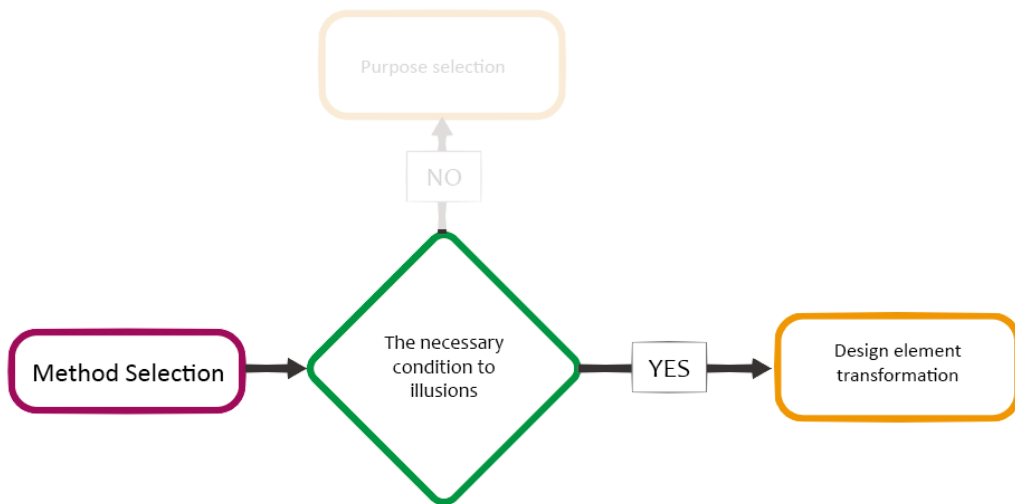 Purpose selection
NO
Method Selection
The necessary
condition to
illusions
YES
Design element
transformation